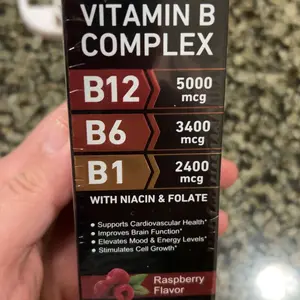 VITAMIN B
COMPLEX
B12 5000
mcg
B6 3400
mcg
B1 2400
mcg
WITH NIACIN & FOLATE
• Supports Cardiovascular Health*
• Improves Brain Function*
• Elevates Mood & Energy Levels*
• Stimulates Cell Growth*
Raspberry
Flavor